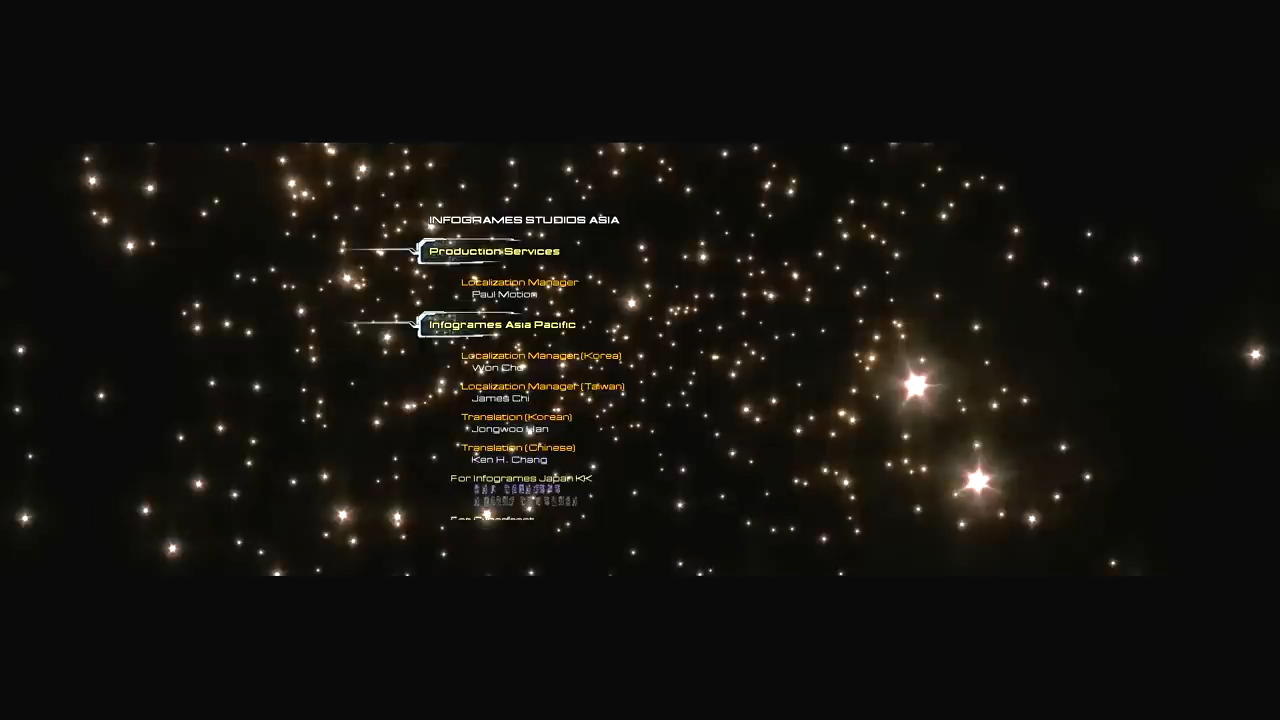 INFOGRAMES STUDIOS ASIA
Production Services
Localization Manager
Paul Motion
Infogrames Asia Pacific
Localization Manager (Korea)
Won Cho
Localization Manager (Taiwan)
James Chi
Translation (Korean)
Jongwoo Han
Translation (Chinese)
Ken H. Chang
For Infogrames Japan KK